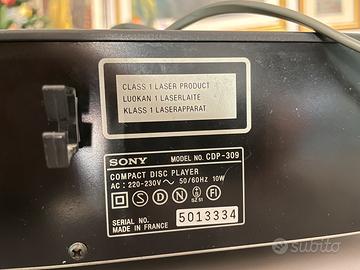 CLASS 1 LASER PRODUCT
LUOKAN 1 LASERLAITE
KLASS 1 LASERAPPARAT
SONY MODEL NO. CDP-309
COMPACT DISC PLAYER
AC: 220-230V ~ 50/60HZ 10W
S D N FI
SERIAL NO. 5013334
MADE IN FRANCE
subito